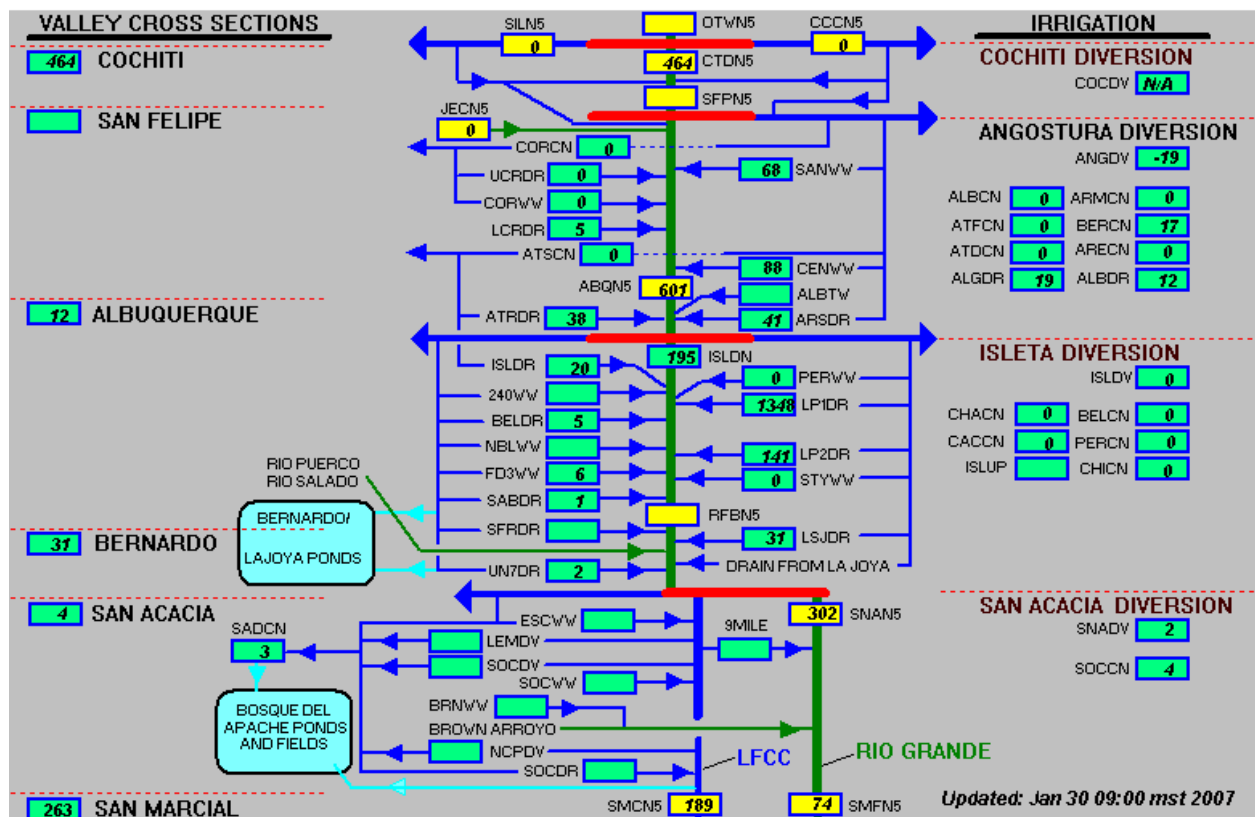 VALLEY CROSS SECTIONS
464 COCHITI
SAN FELIPE
12 ALBUQUERQUE
31 BERNARDO
4 SAN ACACIA
263 SAN MARCIAL
SILN5 0
OTWN5
CCCN5 0
464 CTDN5
SFPN5
JECN5 0
CORCN 0
UCRDR 0
68 SANWW
CORWW 0
LCRDR 5
ATSCN 0
88 CENWW
ABQN5 601
ALBTW
ATRDR 38
41 ARSDR
195 ISLDN
ISLDR 20
0 PERWW
240WW
1348 LP1DR
BELDR 5
NBLWW
141 LP2DR
RIO PUERCO
RIO SALADO
FD3WW 6
0 STYWW
SABDR 1
RFBN5
SFRDR
31 LSJDR
BERNARDO/
LAJOYA PONDS
DRAIN FROM LA JOYA
UN7DR 2
ESCWW
9MILE
302 SNAN5
SADCN 3
LEMDV
SOCDV
SOCWW
BRNWW
BROWN ARROYO
BOSQUE DEL
APACHE PONDS
AND FIELDS
NCPDV
SOCDR
LFCC
RIO GRANDE
SMCN5 189
74 SMFN5
IRRIGATION
COCHITI DIVERSION
COCDV N/A
ANGOSTURA DIVERSION
ANGDV -19
ALBCN 0 ARMCN 0
ATFCN 0 BERCN 17
ATDCN 0 ARECN 0
ALGDR 19 ALBDR 12
ISLETA DIVERSION
ISLDV 0
CHACN 0 BELCN 0
CACCN 0 PERCN 0
ISLUP CHICN 0
SAN ACACIA DIVERSION
SNADV 2
SOCCN 4
Updated: Jan 30 09:00 mst 2007